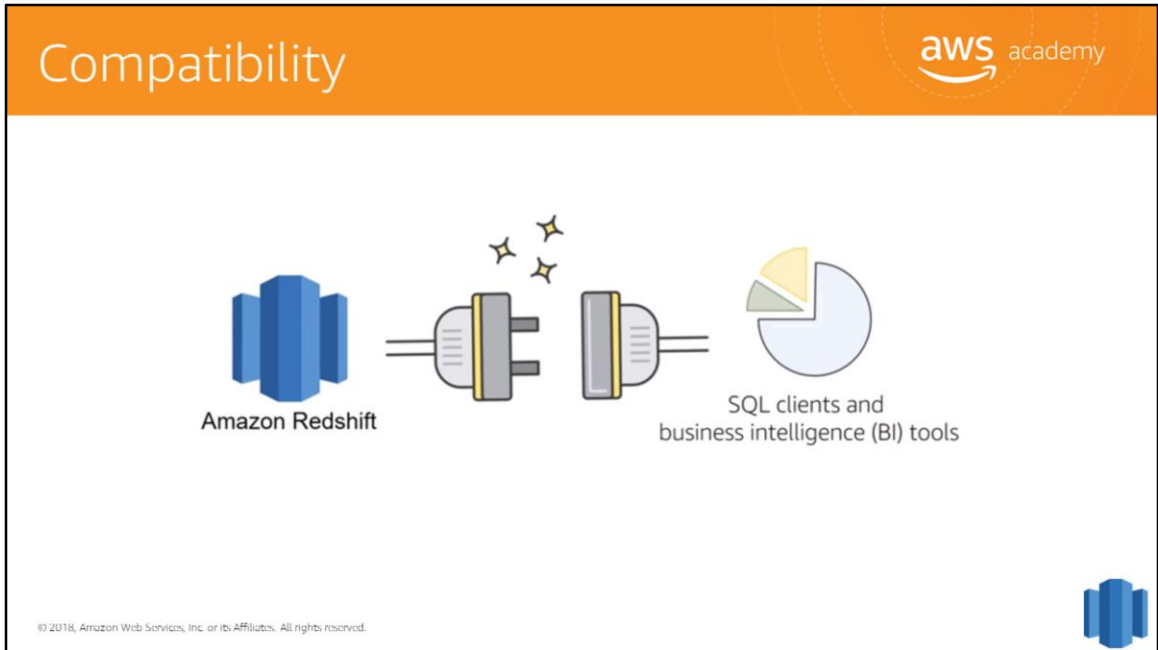 Compatibility
aws academy
Amazon Redshift
SQL clients and
business intelligence (BI) tools
© 2018, Amazon Web Services, Inc. or its Affiliates. All rights reserved.